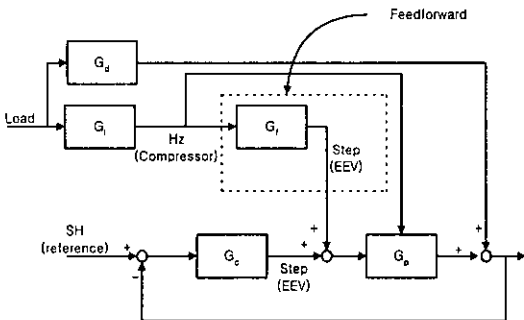 Feedforward
G_d
Load
G_l
Hz
(Compressor)
G_f
Step
(EEV)
SH
(reference)
+
-
G_c
+
Step
(EEV)
+
G_p
+
+